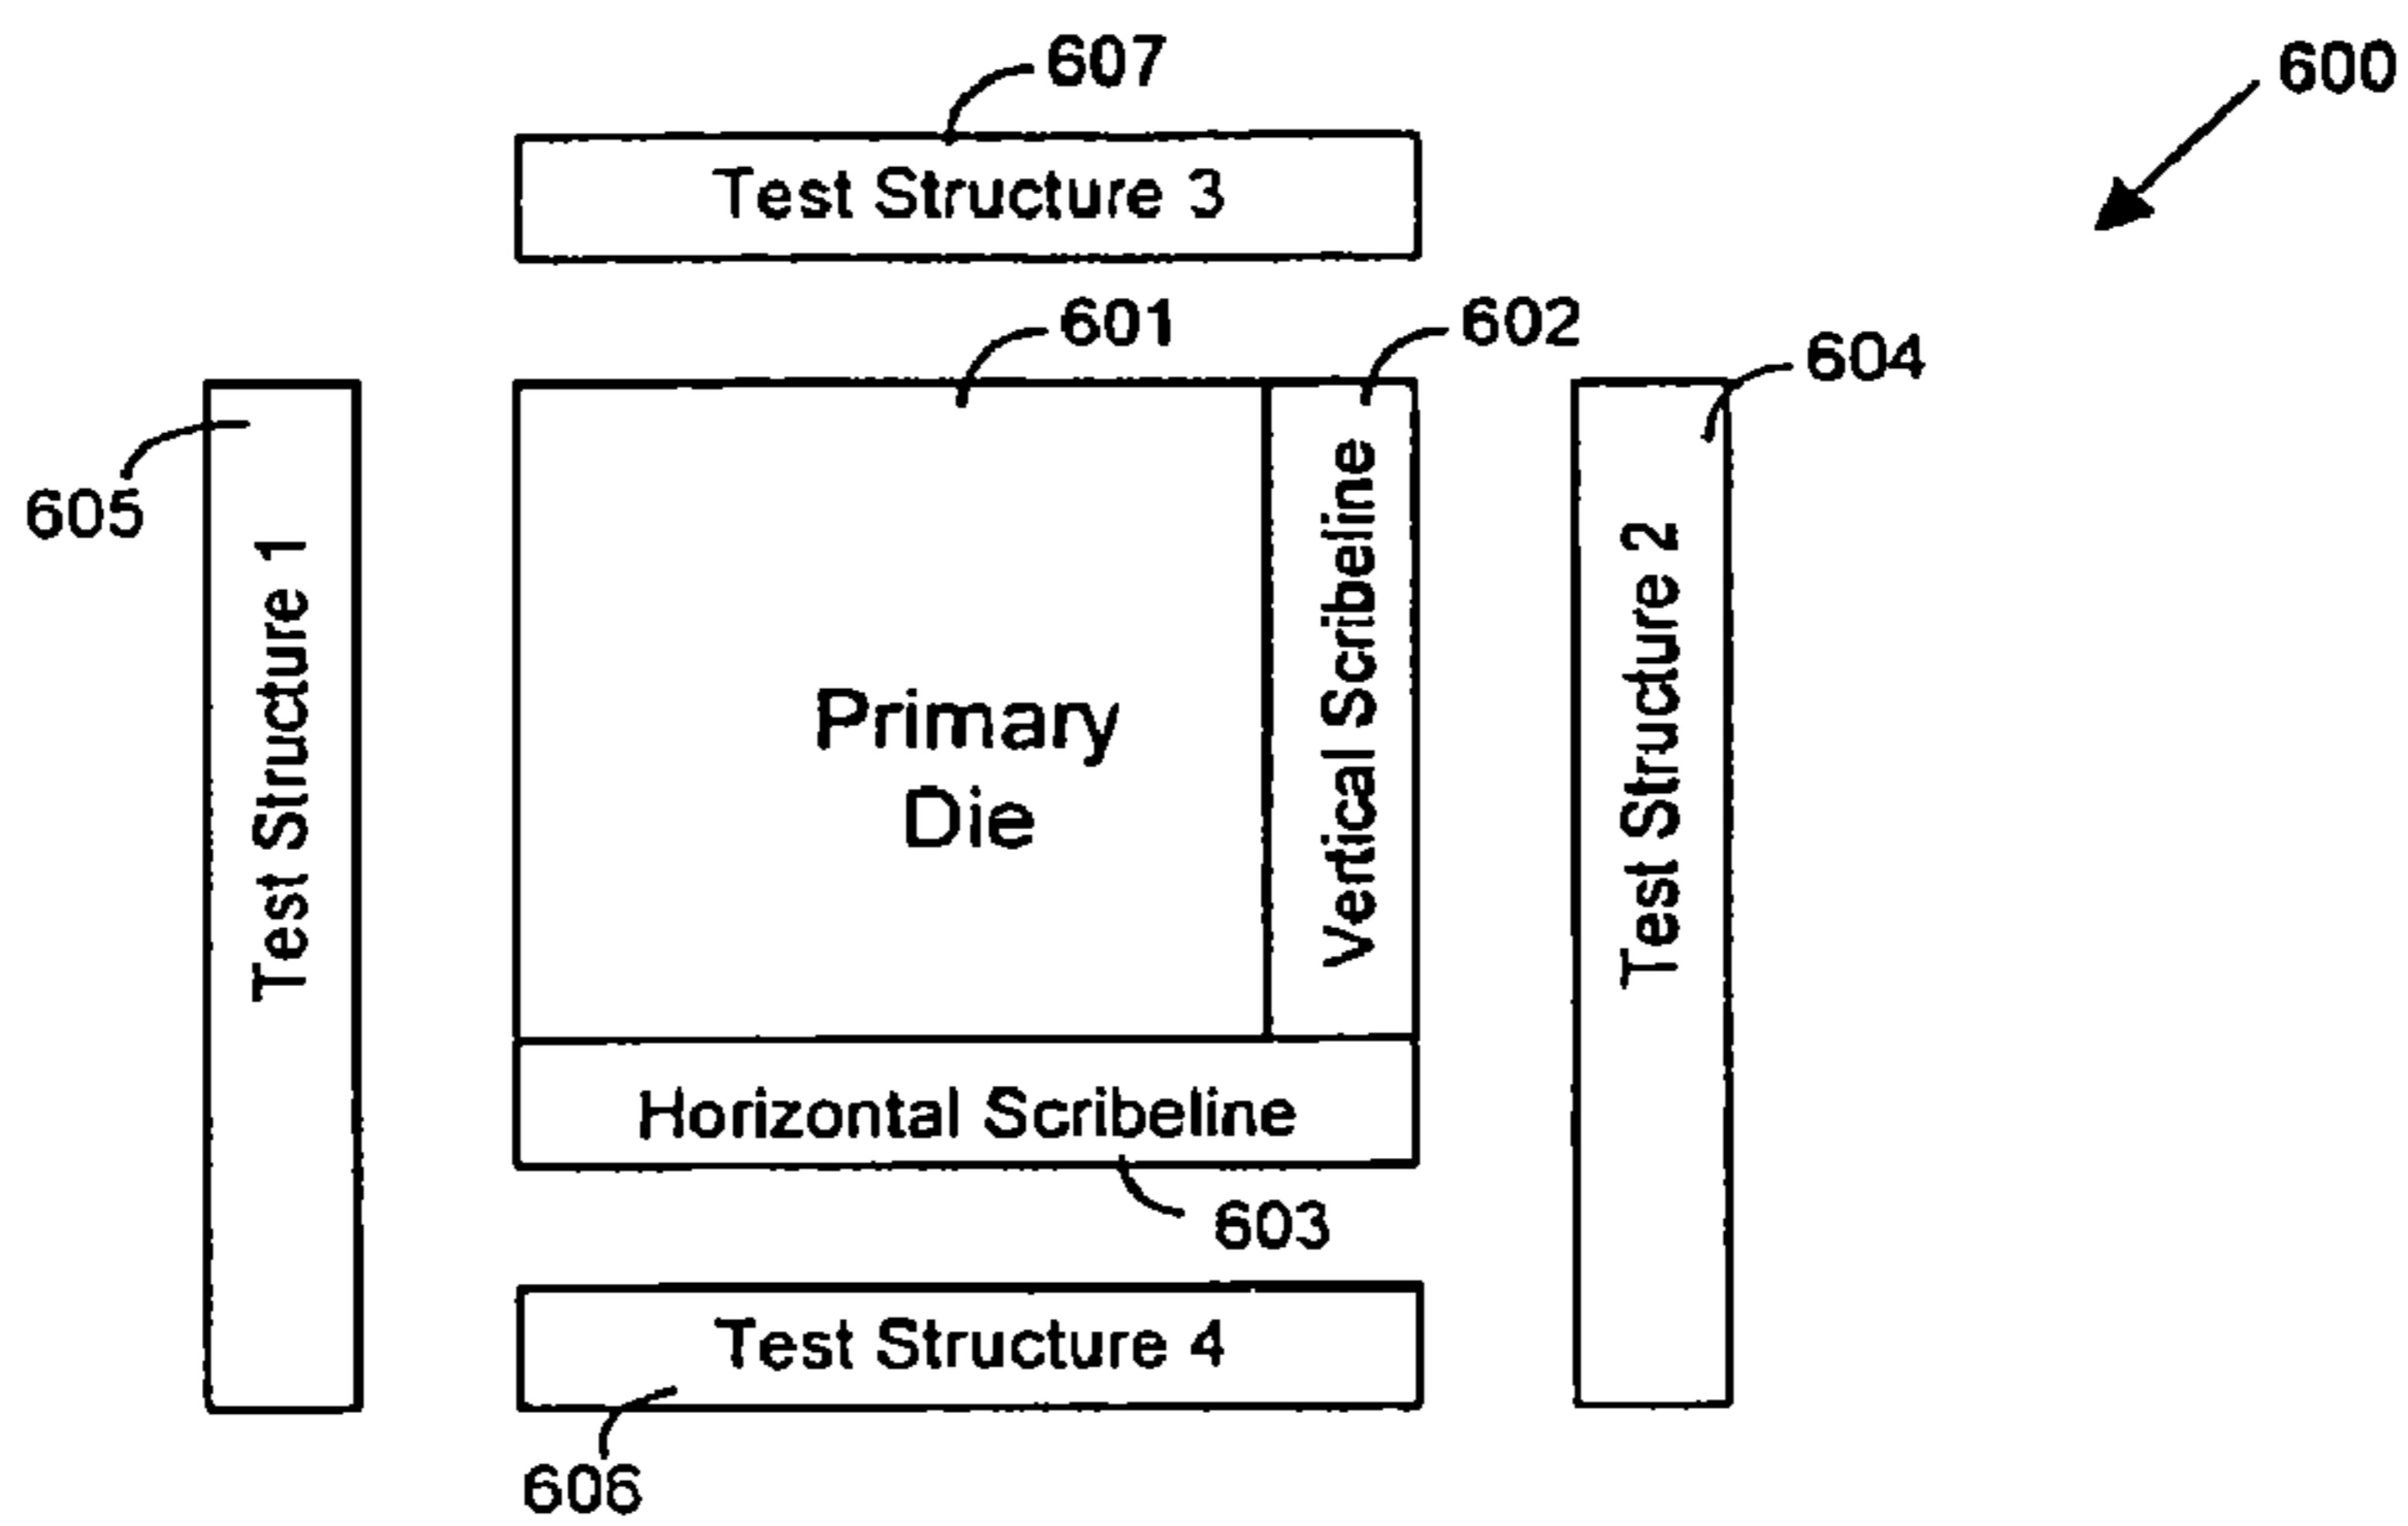 607
600
Test Structure 3
601
602
604
605
Test Structure 1
Primary
Die
Vertical Scribeline
Test Structure 2
Horizontal Scribeline
603
Test Structure 4
606